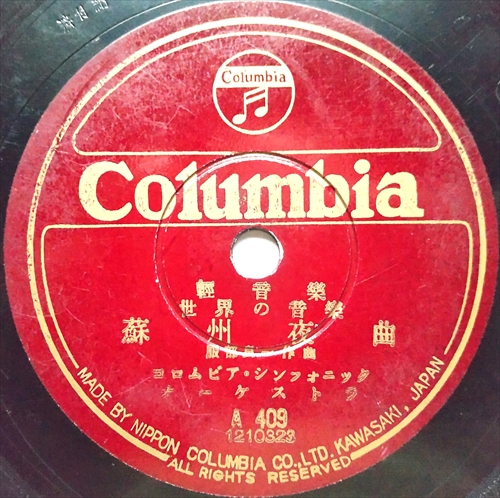 Columbia
Columbia
輕音樂
世界の音樂
蘇州夜曲
服部良一作曲
コロムビア・シンフォニック
オーケストラ
A 409
1210323
MADE BY NIPPON COLUMBIA CO.,LTD. KAWASAKI, JAPAN
ALL RIGHTS RESERVED